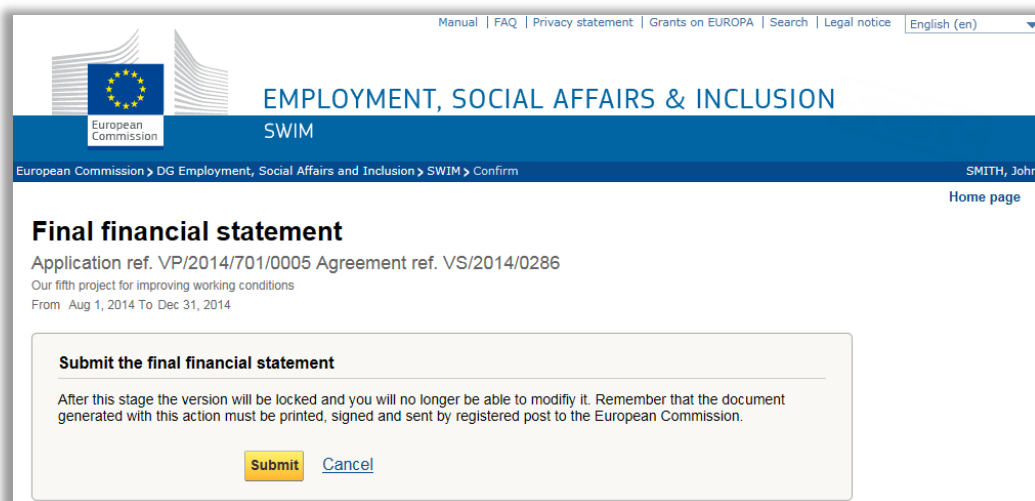 Manual | FAQ | Privacy statement | Grants on EUROPA | Search | Legal notice English (en)
European
Commission
EMPLOYMENT, SOCIAL AFFAIRS & INCLUSION
SWIM
European Commission > DG Employment, Social Affairs and Inclusion > SWIM > Confirm SMITH, John
Home page
Final financial statement
Application ref. VP/2014/701/0005 Agreement ref. VS/2014/0286
Our fifth project for improving working conditions
From Aug 1, 2014 To Dec 31, 2014
Submit the final financial statement
After this stage the version will be locked and you will no longer be able to modifiy it. Remember that the document
generated with this action must be printed, signed and sent by registered post to the European Commission.
Submit Cancel